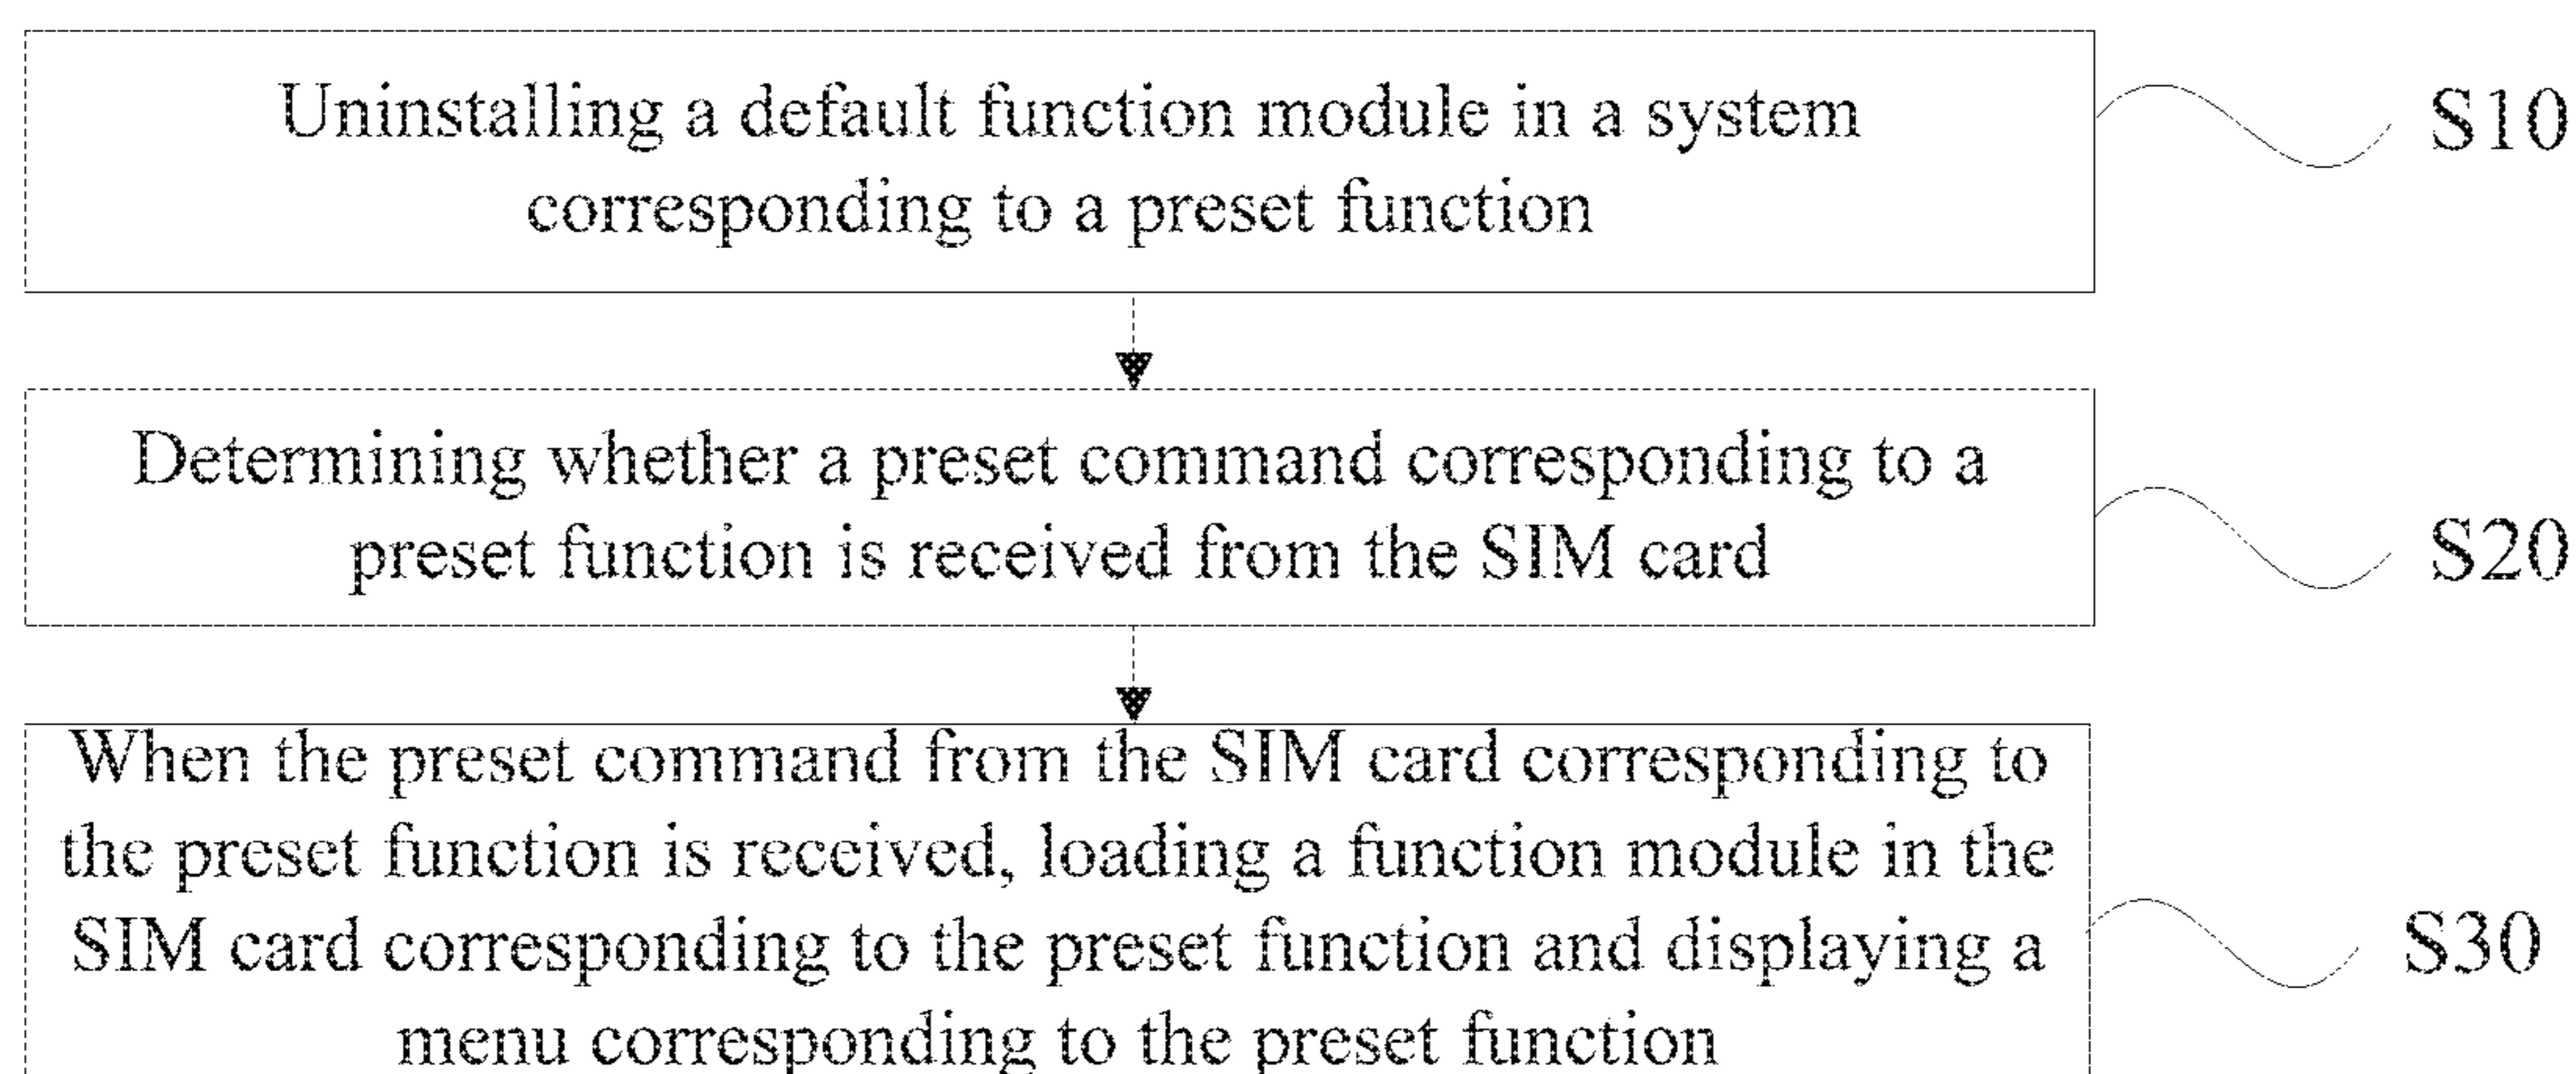 Uninstalling a default function module in a system
corresponding to a preset function
S10
Determining whether a preset command corresponding to a
preset function is received from the SIM card
S20
When the preset command from the SIM card corresponding to
the preset function is received, loading a function module in the
SIM card corresponding to the preset function and displaying a
menu corresponding to the preset function
S30